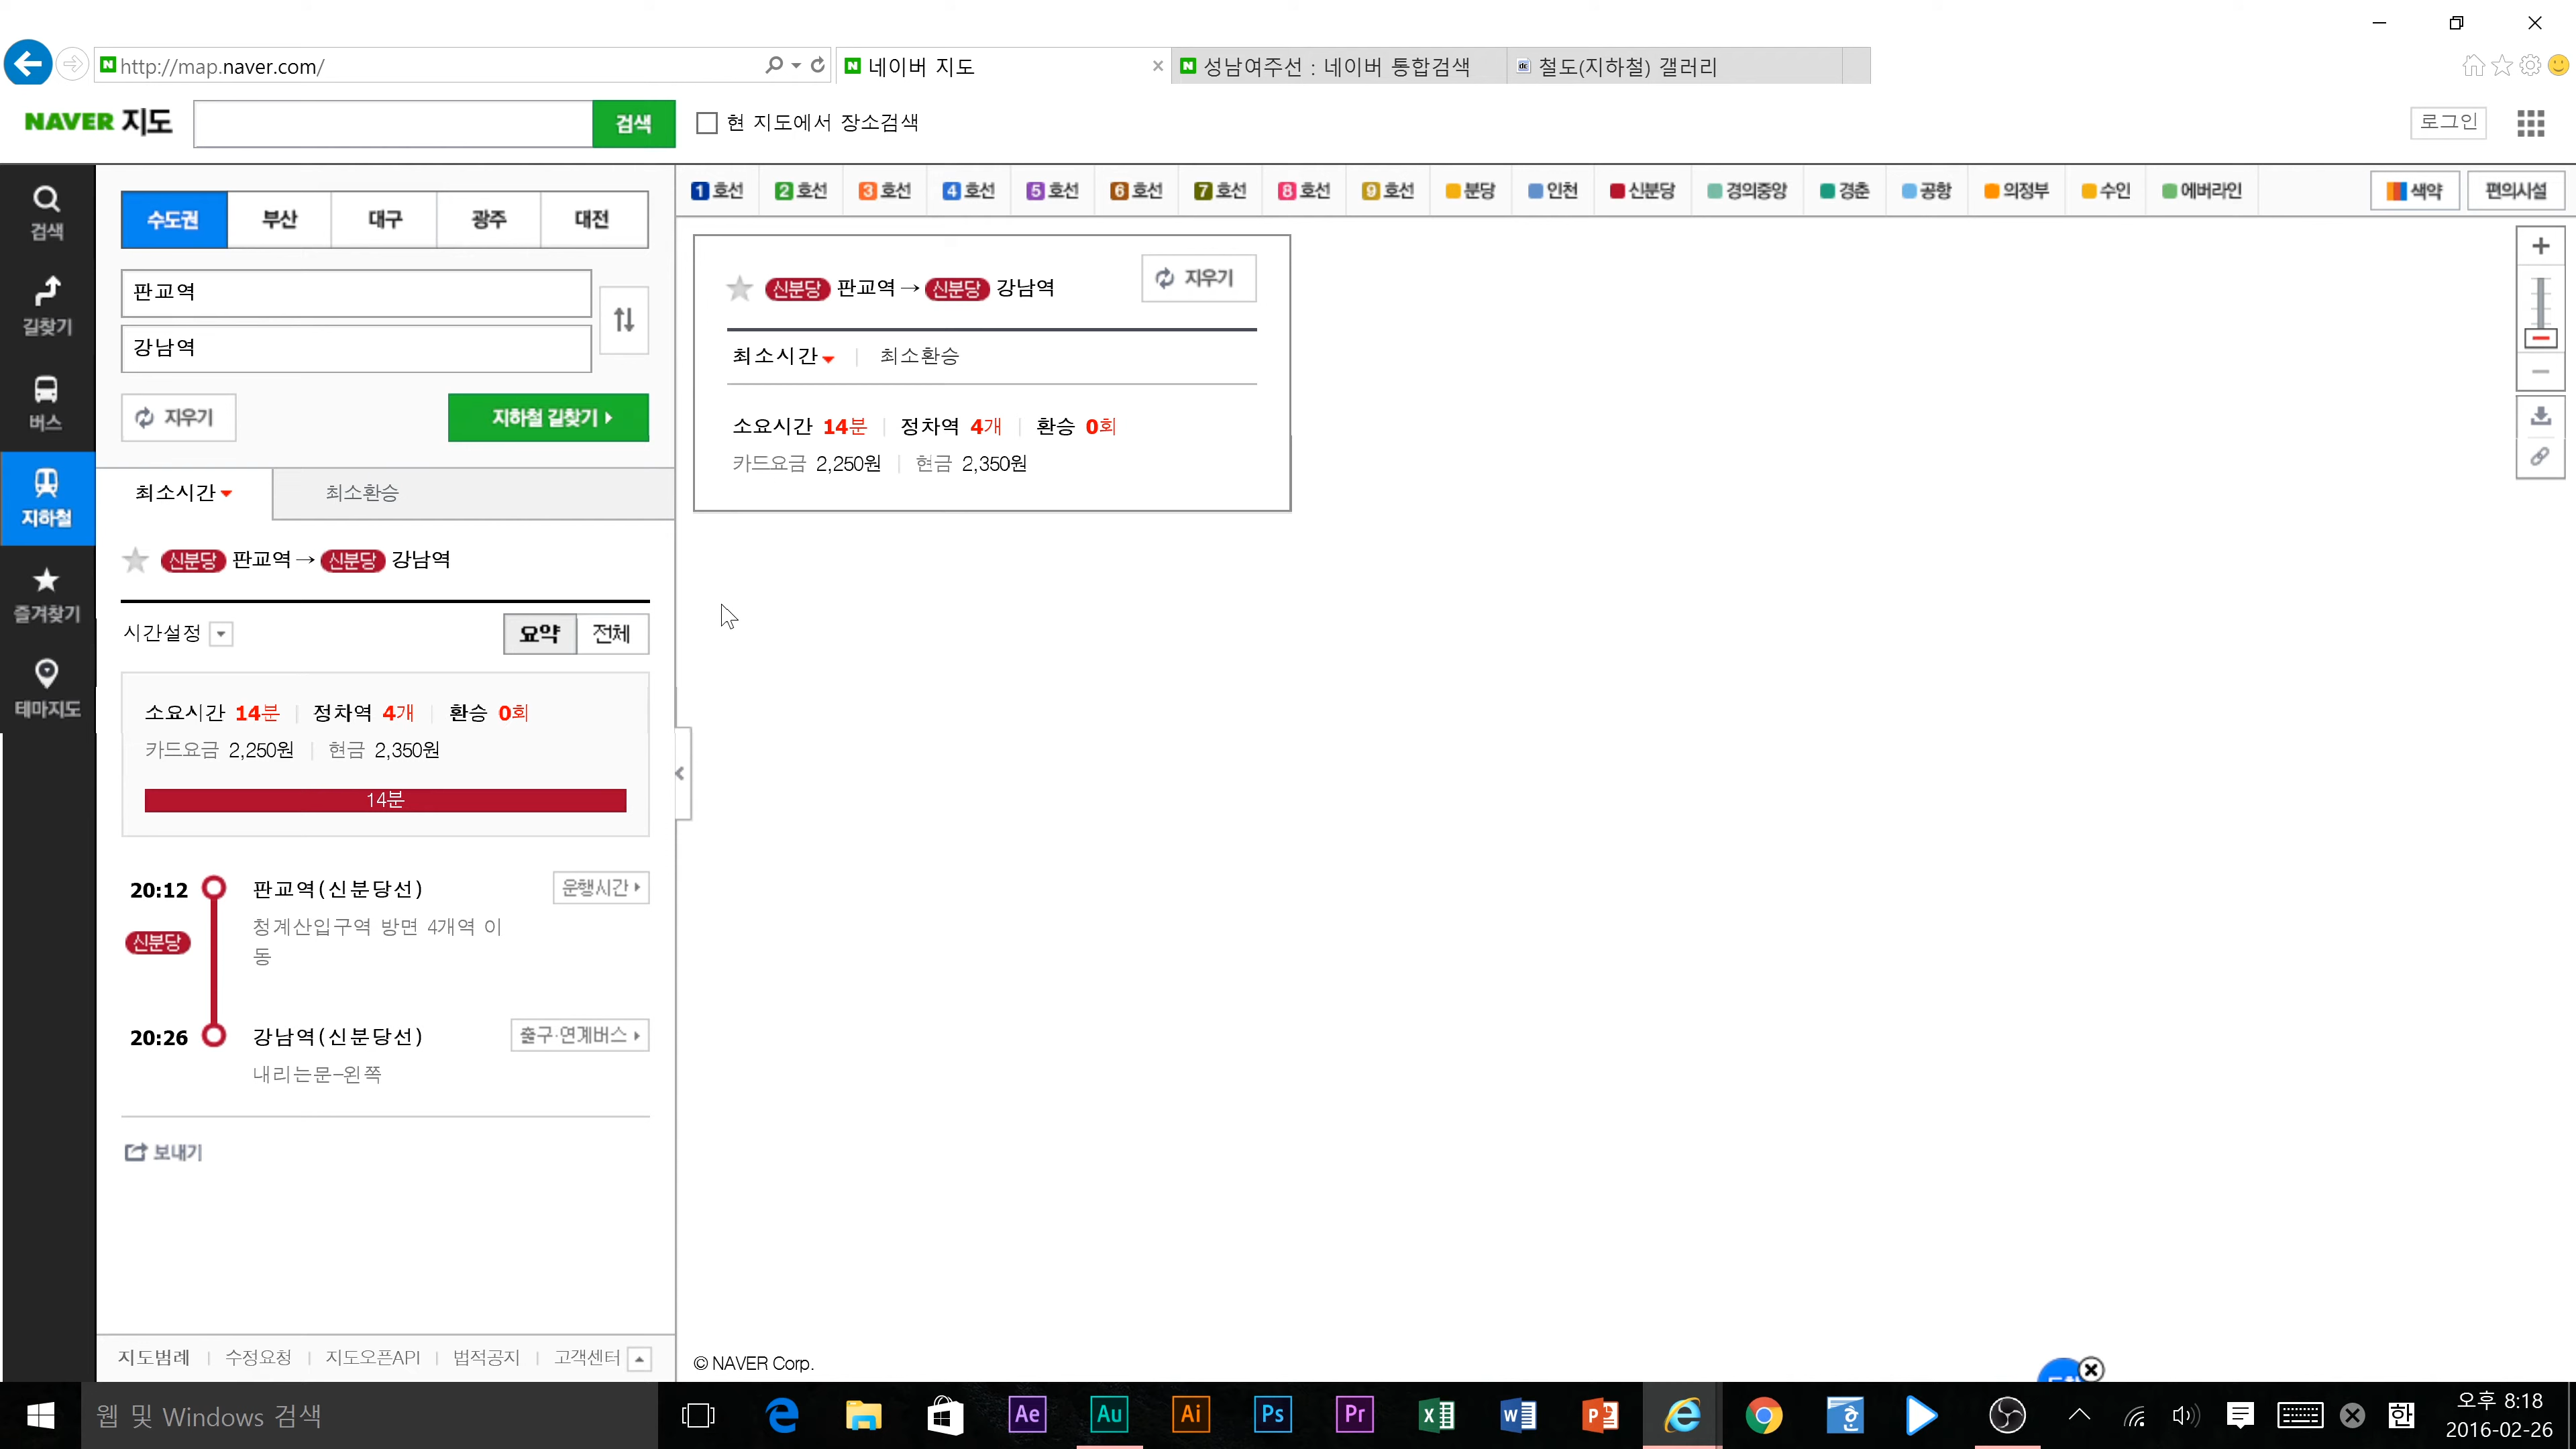 http://map.naver.com/
네이버 지도
성남여주선 : 네이버 통합검색
철도(지하철) 갤러리
NAVER 지도
검색
현 지도에서 장소검색
로그인
검색
길찾기
버스
지하철
즐겨찾기
테마지도
수도권
부산
대구
광주
대전
판교역
강남역
지우기
지하철 길찾기
최소시간
최소환승
신분당 판교역→신분당 강남역
시간설정
요약
전체
소요시간 14분 정차역 4개 환승 0회
카드요금 2,250원 현금 2,350원
14분
20:12 판교역(신분당선)
운행시간
청계산입구역 방면 4개역 이
동
신분당
20:26 강남역(신분당선)
출구·연계버스
내리는문-왼쪽
보내기
지도범례 수정요청 지도오픈API 법적공지 고객센터
1 호선 2 호선 3 호선 4 호선 5 호선 6 호선 7 호선 8 호선 9 호선 분당 인천 신분당 경의중앙 경춘 공항 의정부 수인 에버라인
색약
편의시설
신분당 판교역→신분당 강남역
지우기
최소시간 최소환승
소요시간 14분 정차역 4개 환승 0회
카드요금 2,250원 현금 2,350원
© NAVER Corp.
웹 및 Windows 검색
Ae
Au
Ai
Ps
Pr
한
오후 8:18
2016-02-26